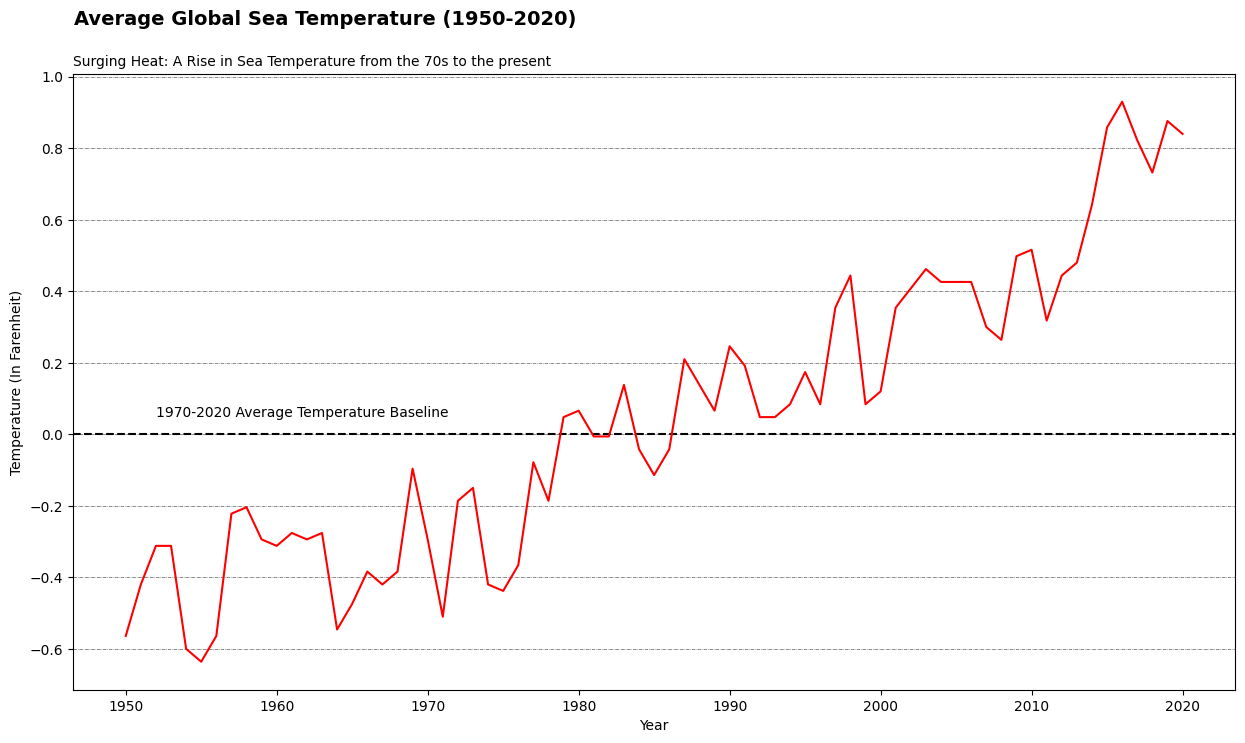 Average Global Sea Temperature (1950-2020)
Surging Heat: A Rise in Sea Temperature from the 70s to the present
1.0
0.8
0.6
0.4
0.2
1970-2020 Average Temperature Baseline
0.0
−0.2
−0.4
−0.6
Temperature (In Farenheit)
1950 1960 1970 1980 1990 2000 2010 2020
Year